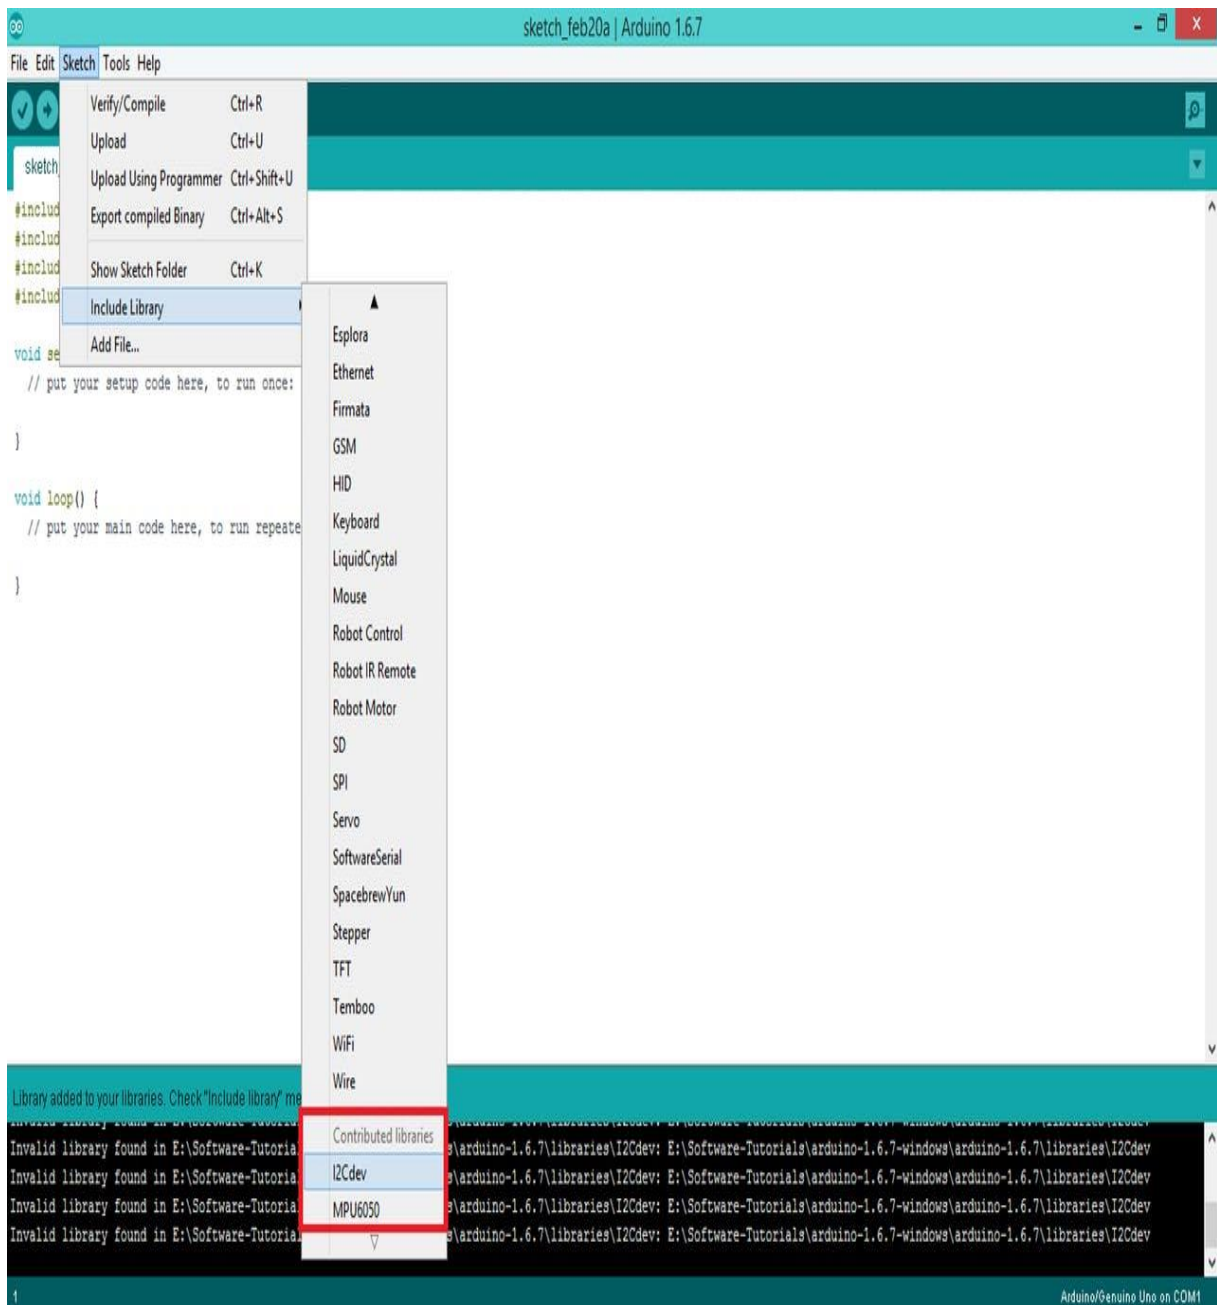 sketch_feb20a | Arduino 1.6.7
File Edit Sketch Tools Help
Verify/Compile Ctrl+R
Upload Ctrl+U
Upload Using Programmer Ctrl+Shift+U
Export compiled Binary Ctrl+Alt+S
Show Sketch Folder Ctrl+K
Include Library
Add File...
sketch_
#includ
#includ
#includ
#includ
void se
// put your setup code here, to run once:
}
void loop() {
// put your main code here, to run repeate
}
Esplora
Ethernet
Firmata
GSM
HID
Keyboard
LiquidCrystal
Mouse
Robot Control
Robot IR Remote
Robot Motor
SD
SPI
Servo
SoftwareSerial
SpacebrewYun
Stepper
TFT
Temboo
WiFi
Wire
Contributed libraries
I2Cdev
MPU6050
Library added to your libraries. Check "Include library" me
Invalid library found in E:\Software-Tutoria s\arduino-1.6.7\libraries\I2Cdev: E:\Software-Tutorials\arduino-1.6.7-windows\arduino-1.6.7\libraries\I2Cdev
Invalid library found in E:\Software-Tutoria s\arduino-1.6.7\libraries\I2Cdev: E:\Software-Tutorials\arduino-1.6.7-windows\arduino-1.6.7\libraries\I2Cdev
Invalid library found in E:\Software-Tutoria s\arduino-1.6.7\libraries\I2Cdev: E:\Software-Tutorials\arduino-1.6.7-windows\arduino-1.6.7\libraries\I2Cdev
Invalid library found in E:\Software-Tutoria s\arduino-1.6.7\libraries\I2Cdev: E:\Software-Tutorials\arduino-1.6.7-windows\arduino-1.6.7\libraries\I2Cdev
1 Arduino/Genuino Uno on COM1